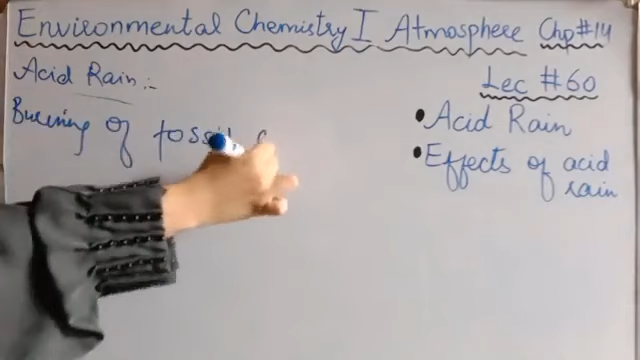 Environmental Chemistry I Atmosphere Chp#14
Acid Rain:-
Burning of fossil f
Lec #60
• Acid Rain
• Effects of acid
rain